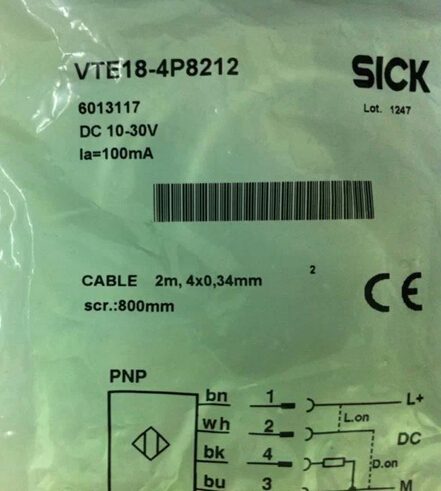 VTE18-4P8212
SICK
6013117
Lot. 1247
DC 10-30V
Ia=100mA
CABLE 2m, 4x0,34mm 2
scr.:800mm
CE
PNP
bn 1 L+
wh 2 L.on
DC
bk 4 D.on
bu 3 M